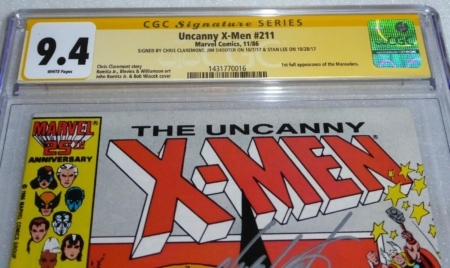 CGC Signature SERIES
9.4
WHITE Pages
Uncanny X-Men #211
Marvel Comics, 11/86
SIGNED BY CHRIS CLAREMONT, JIM SHOOTER ON 10/7/17 & STAN LEE ON 10/28/17
Chris Claremont story
Romita Jr., Blevins & Williamson art
John Romita Jr. & Bob Wiacek cover
1st full appearance of the Marauders.
1431770016
MARVEL
25TH
ANNIVERSARY
THE UNCANNY
X-MEN